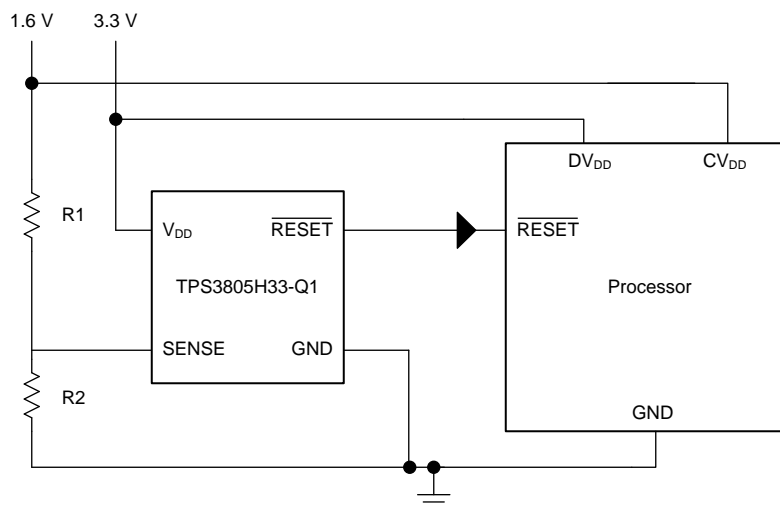 1.6 V 3.3 V
DVDD CVDD
R1
VDD RESET RESET
TPS3805H33-Q1 Processor
SENSE GND
R2
GND